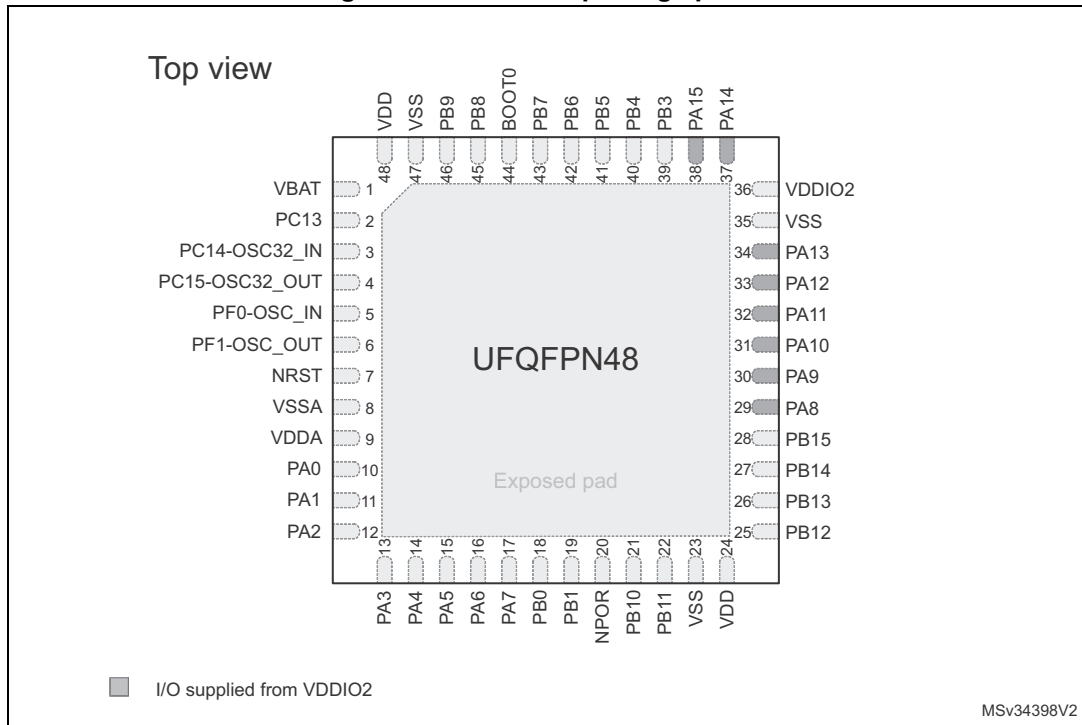 Top view
VDD
VSS
PB9
PB8
BOOT0
PB7
PB6
PB5
PB4
PB3
PA15
PA14
48
47
46
45
44
43
42
41
40
39
38
37
VBAT 1
PC13 2
PC14-OSC32_IN 3
PC15-OSC32_OUT 4
PF0-OSC_IN 5
PF1-OSC_OUT 6
NRST 7
VSSA 8
VDDA 9
PA0 10
PA1 11
PA2 12
UFQFPN48
Exposed pad
36 VDDIO2
35 VSS
34 PA13
33 PA12
32 PA11
31 PA10
30 PA9
29 PA8
28 PB15
27 PB14
26 PB13
25 PB12
13
14
15
16
17
18
19
20
21
22
23
24
PA3
PA4
PA5
PA6
PA7
PB0
PB1
NPOR
PB10
PB11
VSS
VDD
I/O supplied from VDDIO2
MSv34398V2